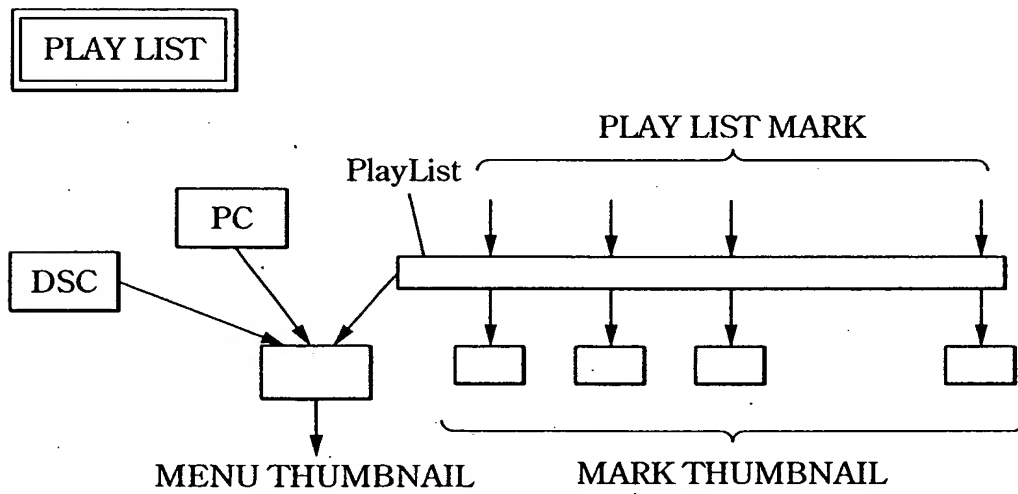 PLAY LIST
PLAY LIST MARK
PlayList
PC
DSC
MENU THUMBNAIL
MARK THUMBNAIL